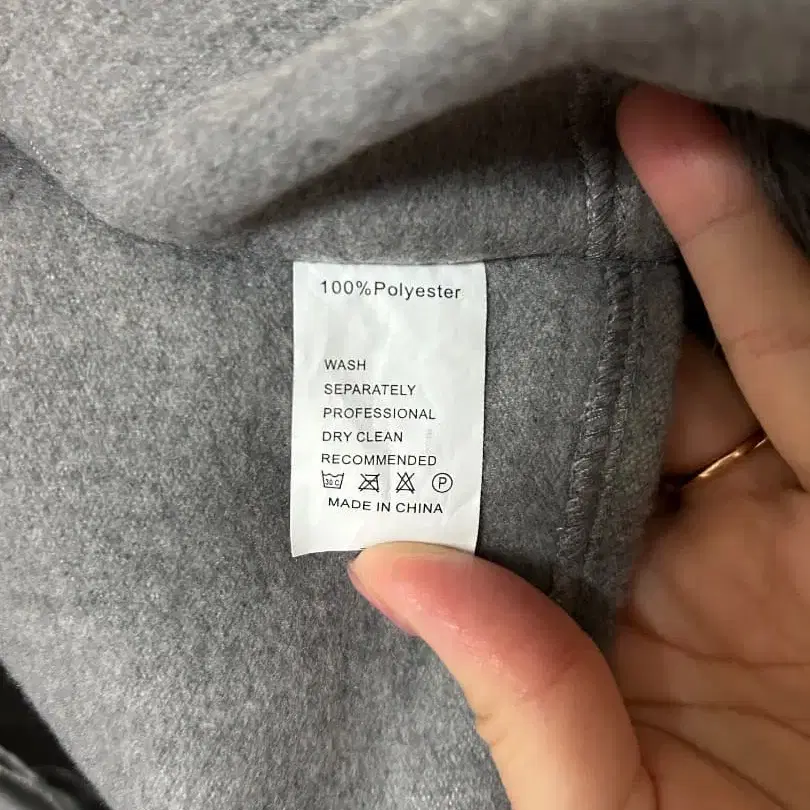 100%Polyester
WASH
SEPARATELY
PROFESSIONAL
DRY CLEAN
RECOMMENDED
30 C P
MADE IN CHINA